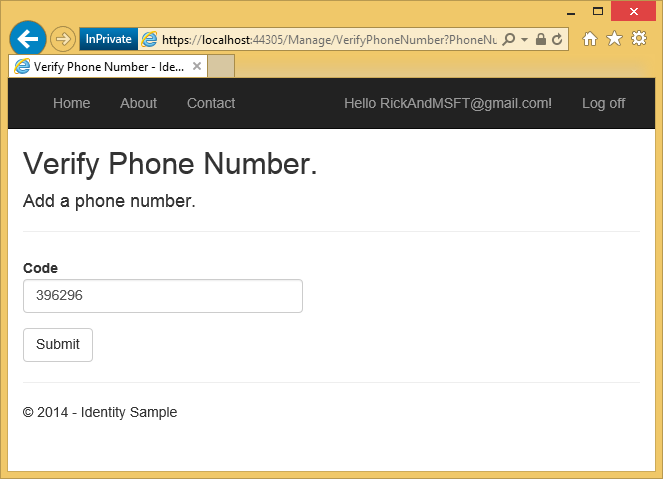 InPrivate https://localhost:44305/Manage/VerifyPhoneNumber?PhoneNu
Verify Phone Number - Ide...
Home About Contact Hello RickAndMSFT@gmail.com! Log off
Verify Phone Number.
Add a phone number.
Code
396296
Submit
© 2014 - Identity Sample